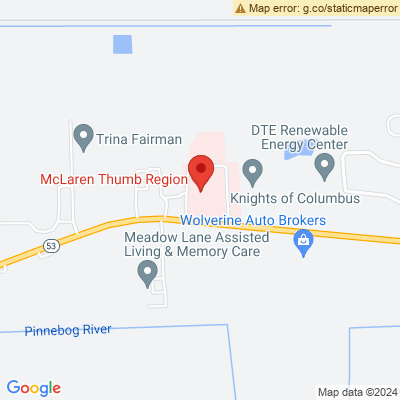 Map error: g.co/staticmaperror
Trina Fairman
DTE Renewable
Energy Center
McLaren Thumb Region
Knights of Columbus
Wolverine Auto Brokers
53
Meadow Lane Assisted
Living & Memory Care
Pinnebog River
Google
Map data ©2024